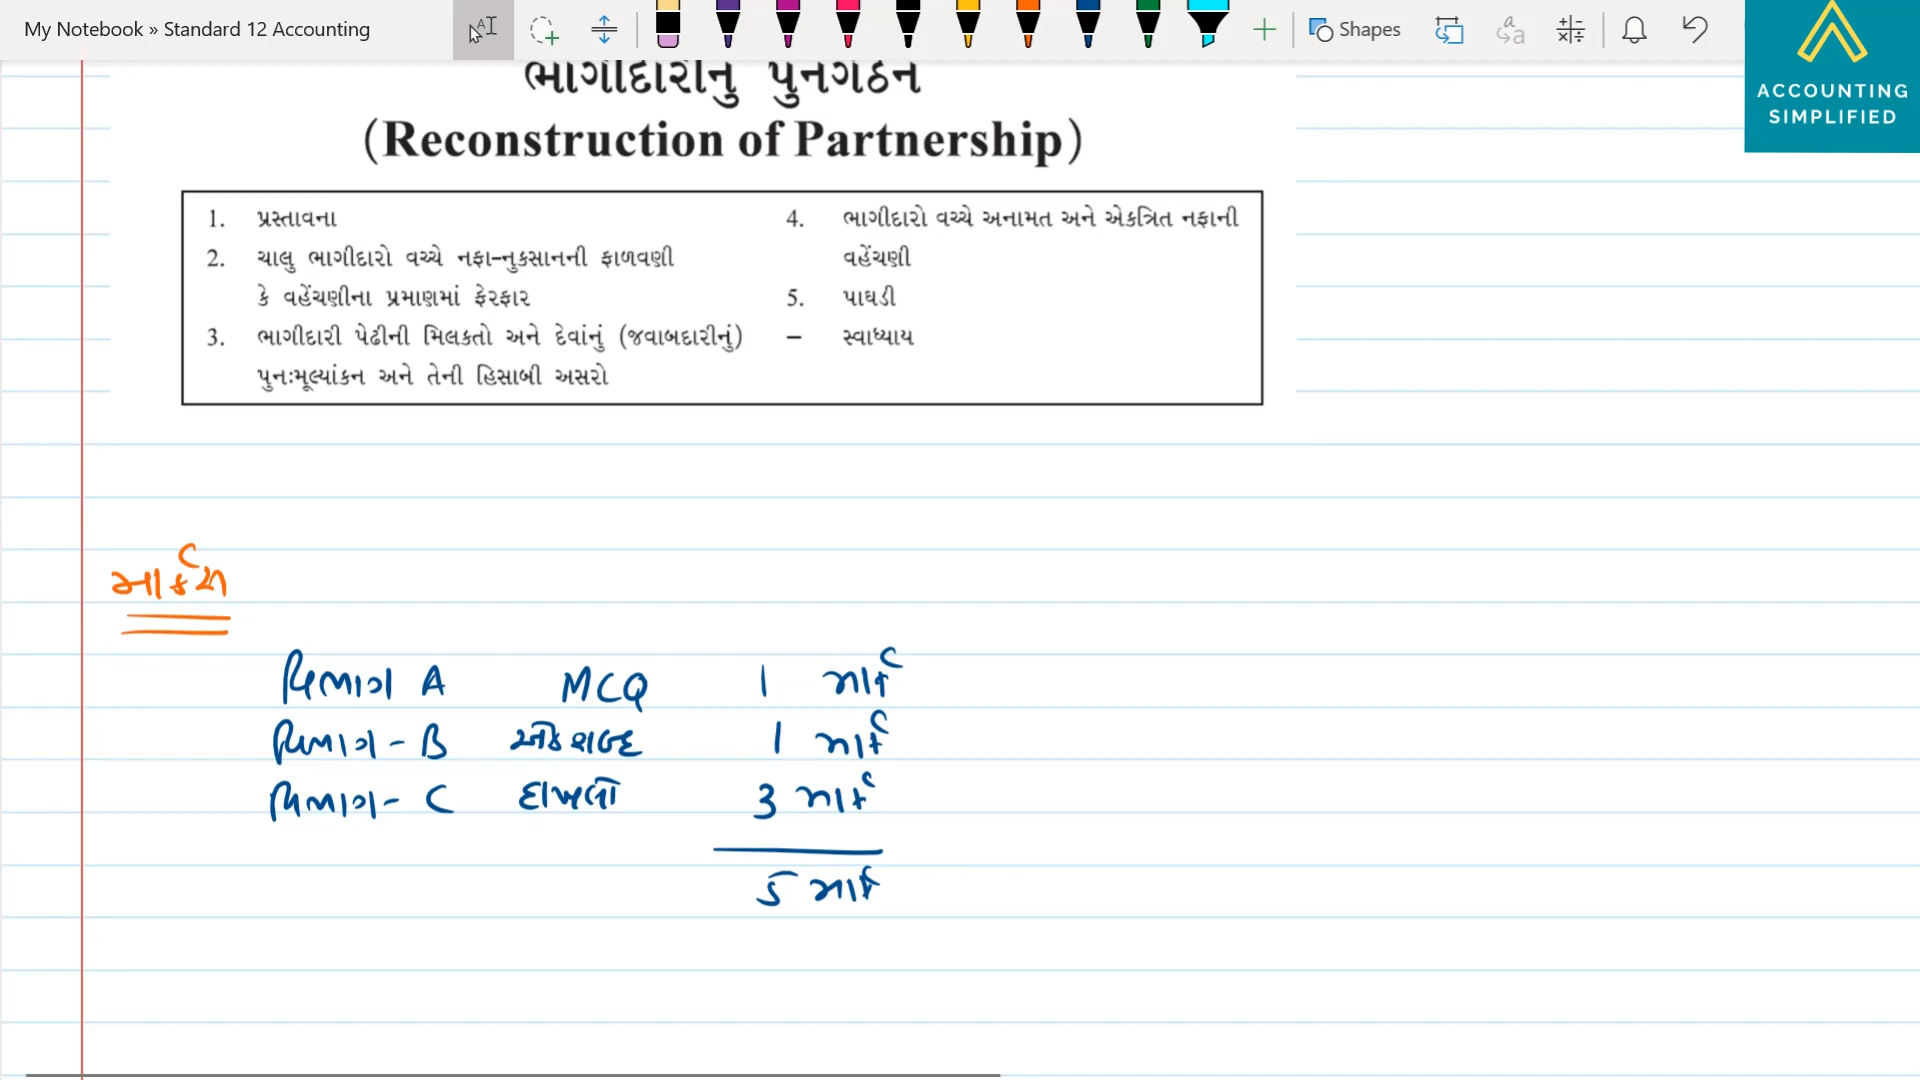 My Notebook » Standard 12 Accounting
Shapes
ACCOUNTING
SIMPLIFIED
ભાગીદારીનું પુનર્ગઠન
(Reconstruction of Partnership)
1. પ્રસ્તાવના
2. ચાલુ ભાગીદારો વચ્ચે નફા-નુકસાનની ફાળવણી
કે વહેંચણીના પ્રમાણમાં ફેરફાર
3. ભાગીદારી પેઢીની મિલકતો અને દેવાંનું (જવાબદારીનું)
પુનઃમૂલ્યાંકન અને તેની હિસાબી અસરો
4. ભાગીદારો વચ્ચે અનામત અને એકત્રિત નફાની
વહેંચણી
5. પાઘડી
– સ્વાધ્યાય
માર્કસ
વિભાગ A MCQ 1 માર્ક
વિભાગ - B એક શબ્દ 1 માર્ક
વિભાગ - C દાખલો 3 માર્ક
5 માર્ક